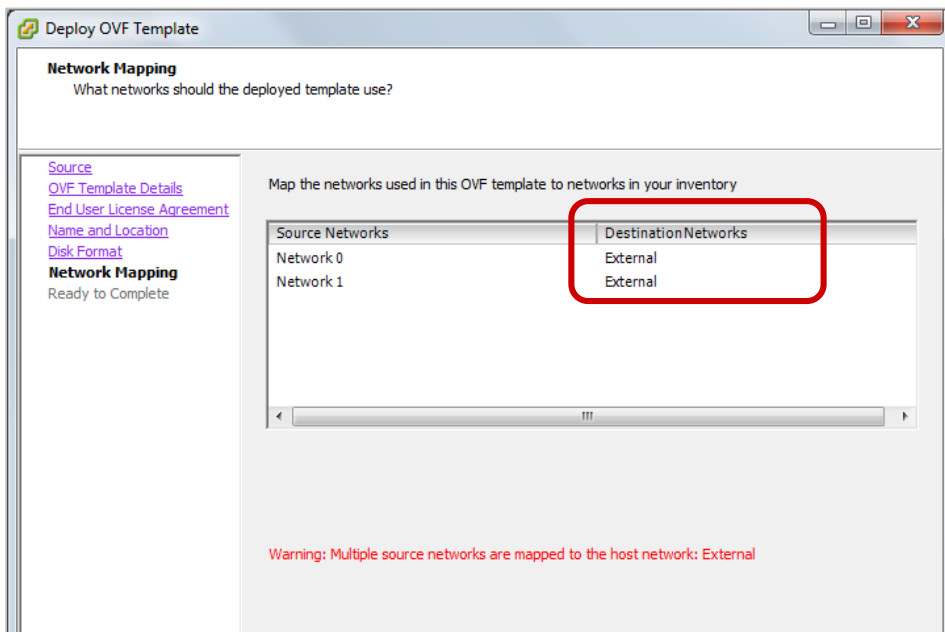 Deploy OVF Template
Network Mapping
What networks should the deployed template use?
Source
OVF Template Details
End User License Agreement
Name and Location
Disk Format
Network Mapping
Ready to Complete
Map the networks used in this OVF template to networks in your inventory
Source Networks DestinationNetworks
Network 0 External
Network 1 External
Warning: Multiple source networks are mapped to the host network: External